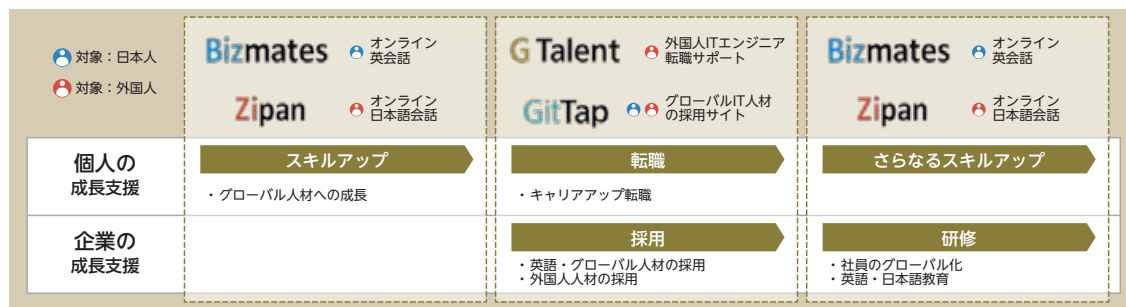 対象：日本人
対象：外国人
Bizmates
オンライン
英会話
Zipan
オンライン
日本語会話
G Talent
外国人ITエンジニア
転職サポート
GitTap
グローバルIT人材
の採用サイト
Bizmates
オンライン
英会話
Zipan
オンライン
日本語会話
個人の
成長支援
スキルアップ
・グローバル人材への成長
転職
・キャリアアップ転職
さらなるスキルアップ
企業の
成長支援
採用
・英語・グローバル人材の採用
・外国人人材の採用
研修
・社員のグローバル化
・英語・日本語教育